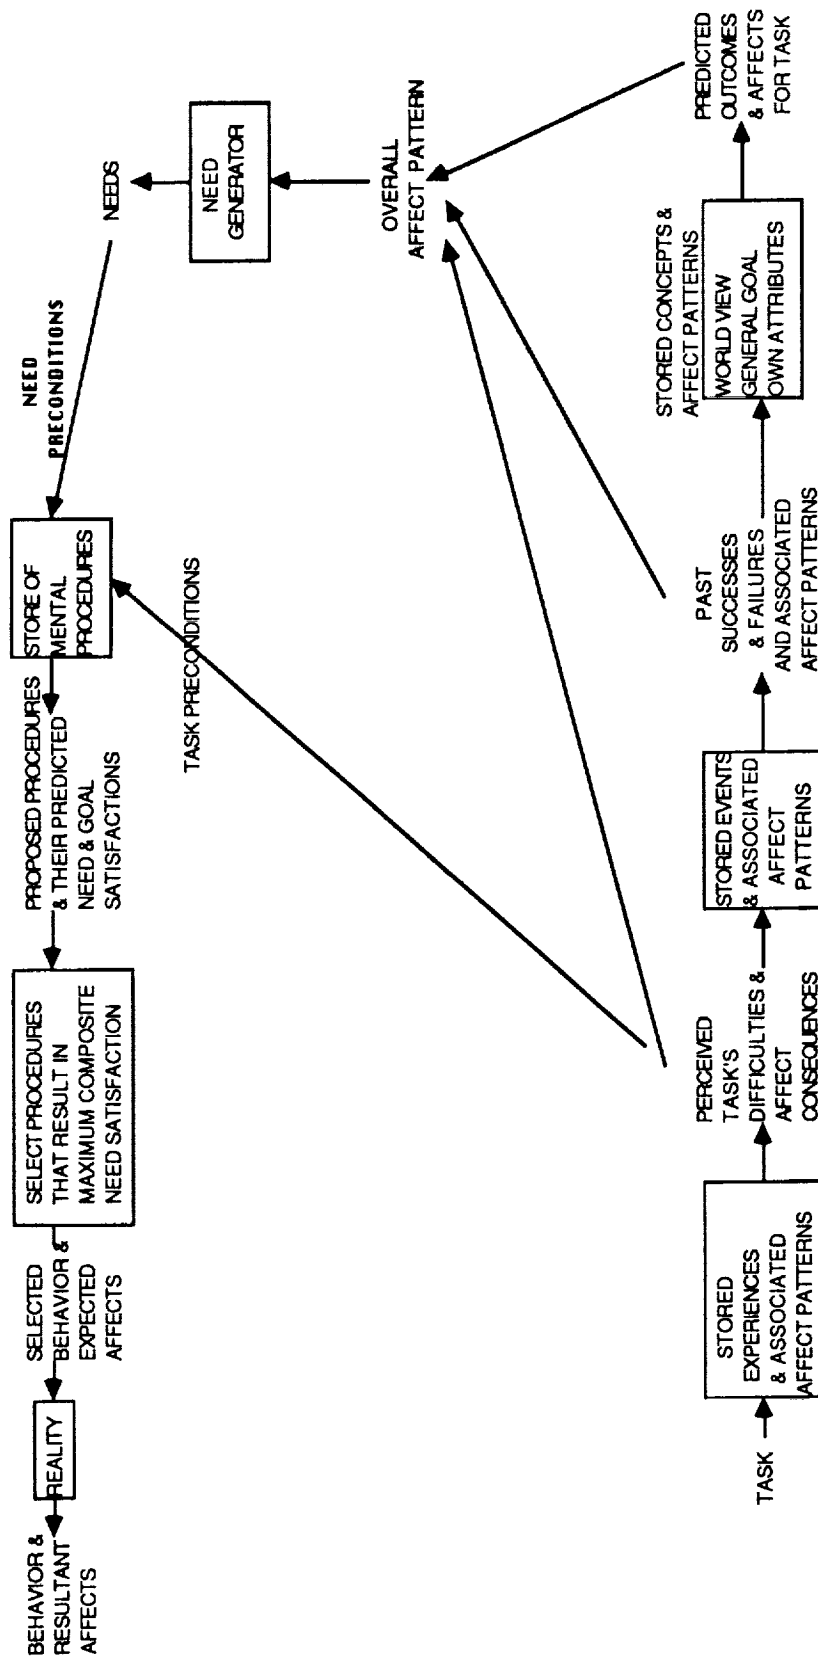 TASK
STORED
EXPERIENCES
& ASSOCIATED
AFFECT PATTERNS
PERCEIVED
TASK'S
DIFFICULTIES &
AFFECT
CONSEQUENCES
STORED EVENTS
& ASSOCIATED
AFFECT
PATTERNS
PAST
SUCCESSES
& FAILURES
AND ASSOCIATED
AFFECT PATTERNS
STORED CONCEPTS &
AFFECT PATTERNS
WORLD VIEW
GENERAL GOAL
OWN ATTRIBUTES
PREDICTED
OUTCOMES
& AFFECTS
FOR TASK
OVERALL
AFFECT PATTERN
NEED
GENERATOR
NEEDS
NEED
PRECONDITIONS
TASK PRECONDITIONS
STORE OF
MENTAL
PROCEDURES
PROPOSED PROCEDURES
& THEIR PREDICTED
NEED & GOAL
SATISFACTIONS
SELECT PROCEDURES
THAT RESULT IN
MAXIMUM COMPOSITE
NEED SATISFACTION
SELECTED
BEHAVIOR &
EXPECTED
AFFECTS
REALITY
BEHAVIOR &
RESULTANT
AFFECTS